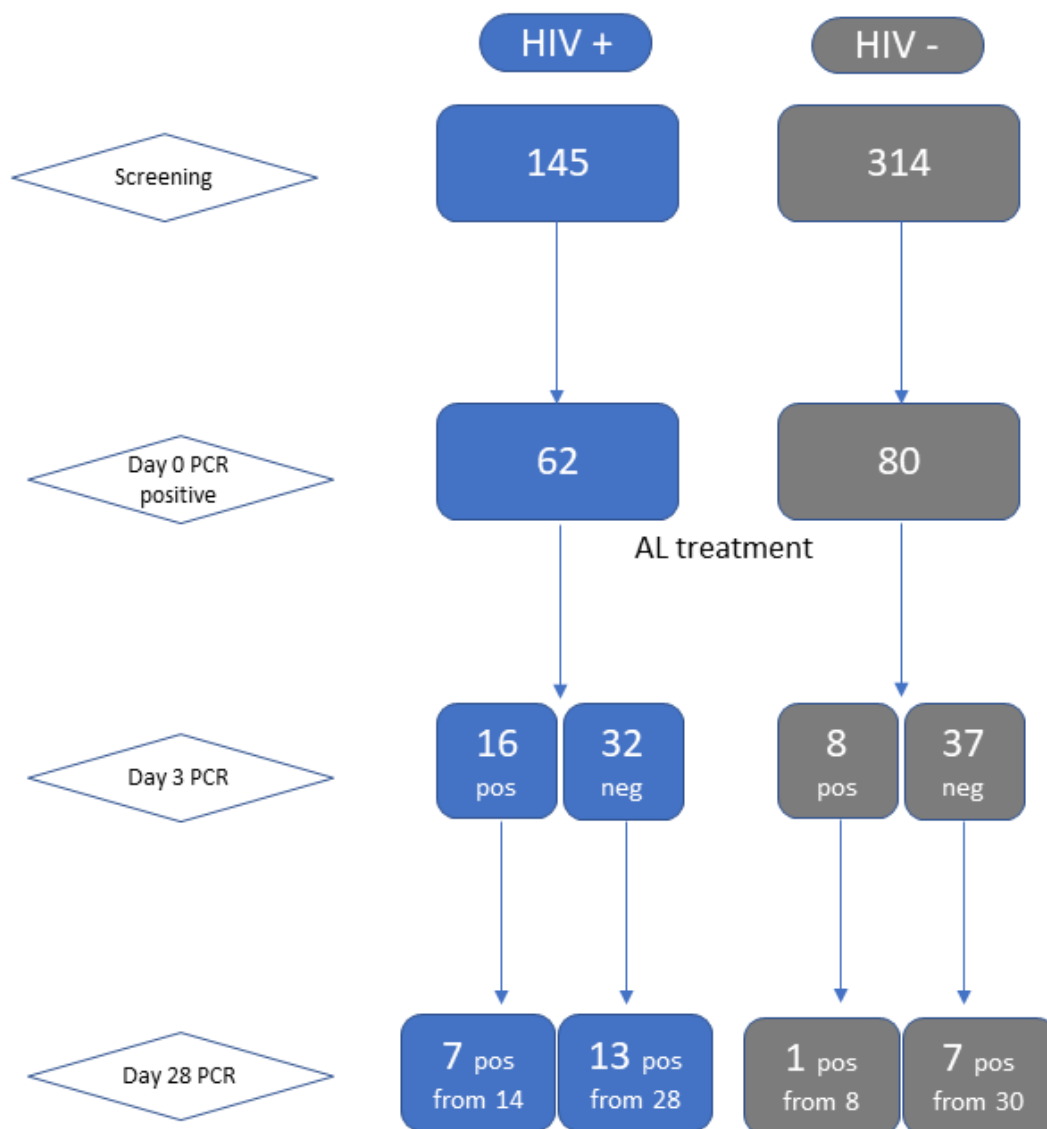 HIV +
HIV -
Screening
145
314
Day 0 PCR
positive
62
80
AL treatment
Day 3 PCR
16
pos
32
neg
8
pos
37
neg
Day 28 PCR
7 pos
from 14
13 pos
from 28
1 pos
from 8
7 pos
from 30